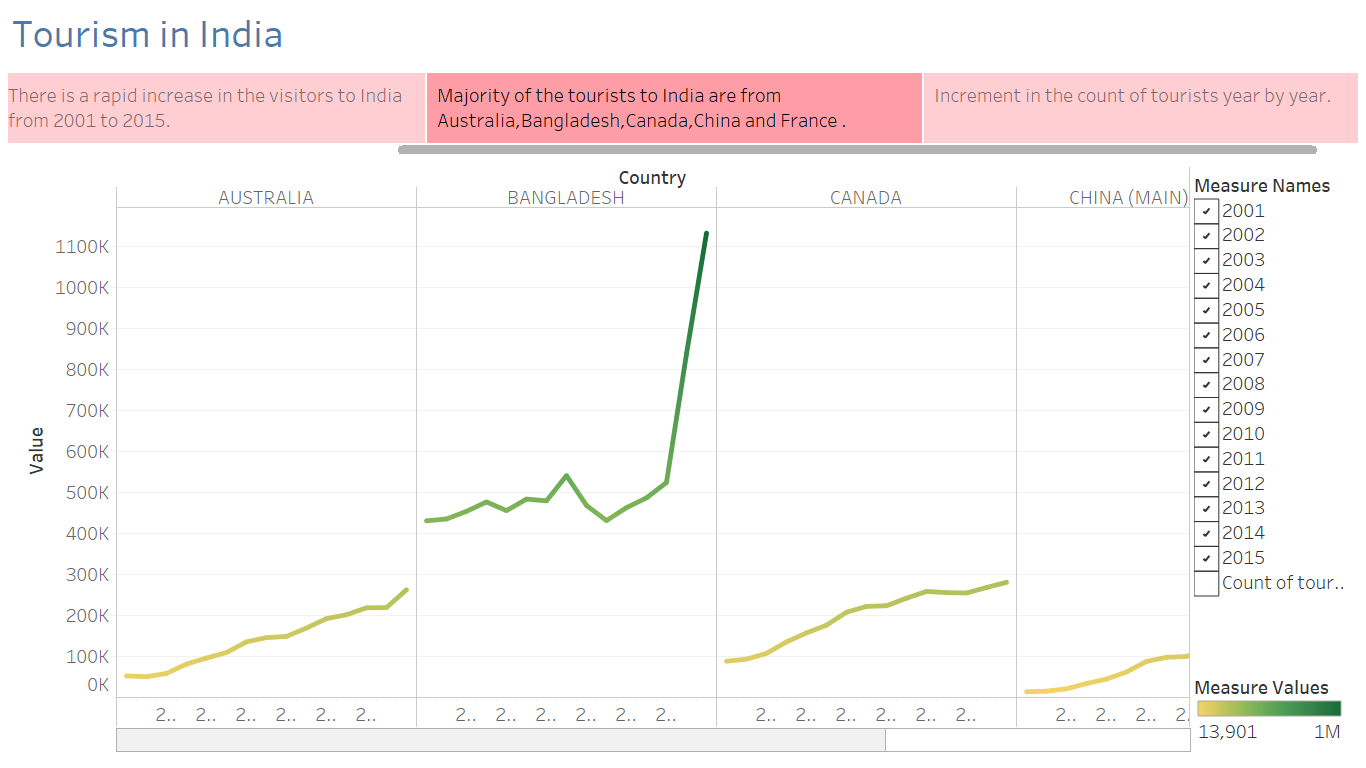 Tourism in India
There is a rapid increase in the visitors to India
from 2001 to 2015.
Majority of the tourists to India are from
Australia,Bangladesh,Canada,China and France .
Increment in the count of tourists year by year.
Country
AUSTRALIA
BANGLADESH
CANADA
CHINA (MAIN)
Value
1100K
1000K
900K
800K
700K
600K
500K
400K
300K
200K
100K
0K
2.. 2.. 2.. 2.. 2.. 2..
2.. 2.. 2.. 2.. 2.. 2..
2.. 2.. 2.. 2.. 2.. 2..
2.. 2.. 2.. 2.
Measure Names
2001
2002
2003
2004
2005
2006
2007
2008
2009
2010
2011
2012
2013
2014
2015
Count of tour..
Measure Values
13,901 1M